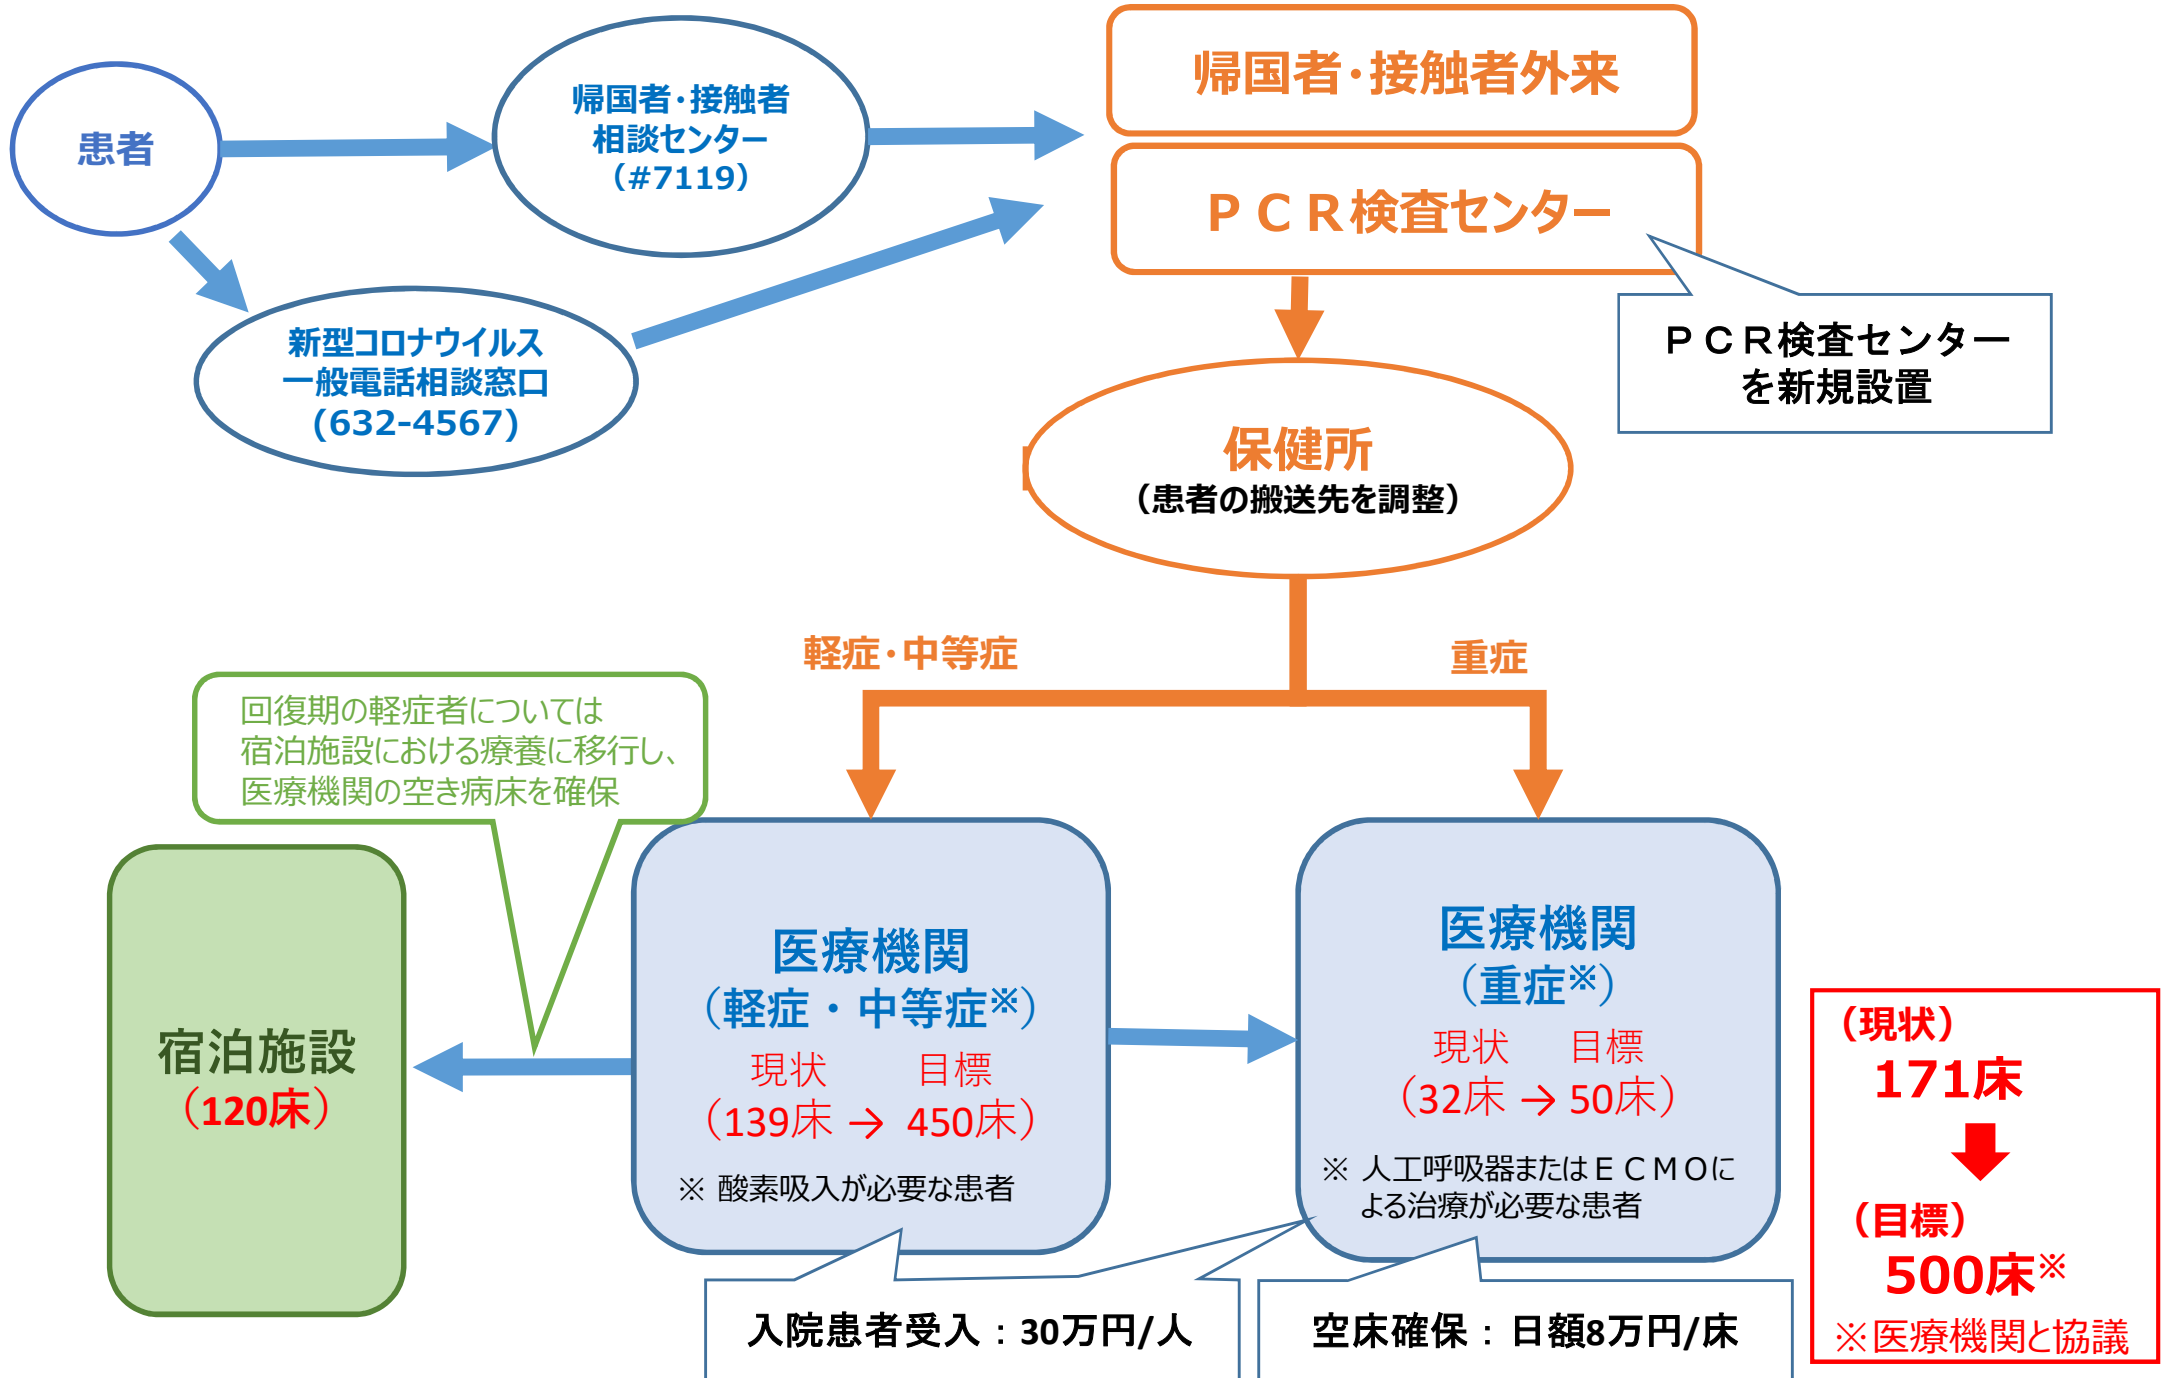 患者
帰国者・接触者
相談センター
（#7119）
新型コロナウイルス
一般電話相談窓口
(632-4567)
帰国者・接触者外来
ＰＣＲ検査センター
ＰＣＲ検査センター
を新規設置
保健所
（患者の搬送先を調整）
軽症・中等症
重症
回復期の軽症者については
宿泊施設における療養に移行し、
医療機関の空き病床を確保
宿泊施設
（120床）
医療機関
（軽症・中等症※）
現状 目標
（139床 → 450床）
※ 酸素吸入が必要な患者
医療機関
（重症※）
現状 目標
（32床 → 50床）
※ 人工呼吸器またはＥＣＭＯに
よる治療が必要な患者
入院患者受入：30万円/人
空床確保：日額8万円/床
（現状）
171床
（目標）
500床※
※医療機関と協議